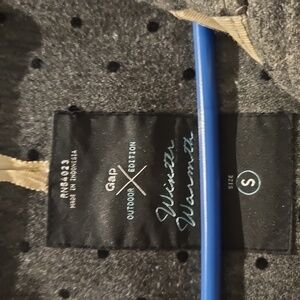 RN54023
MADE IN INDONESIA
Gap
OUTDOOR EDITION
Winter
Warmth
SIZE
S